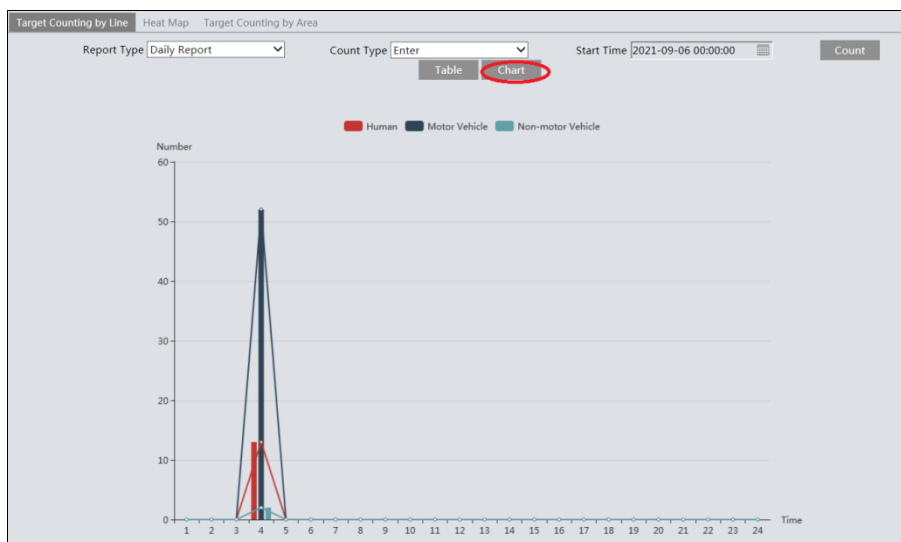 Target Counting by Line Heat Map Target Counting by Area
Report Type Daily Report Count Type Enter Start Time 2021-09-06 00:00:00 Count
Table Chart
Human Motor Vehicle Non-motor Vehicle
Number
60
50
40
30
20
10
0
1 2 3 4 5 6 7 8 9 10 11 12 13 14 15 16 17 18 19 20 21 22 23 24
Time